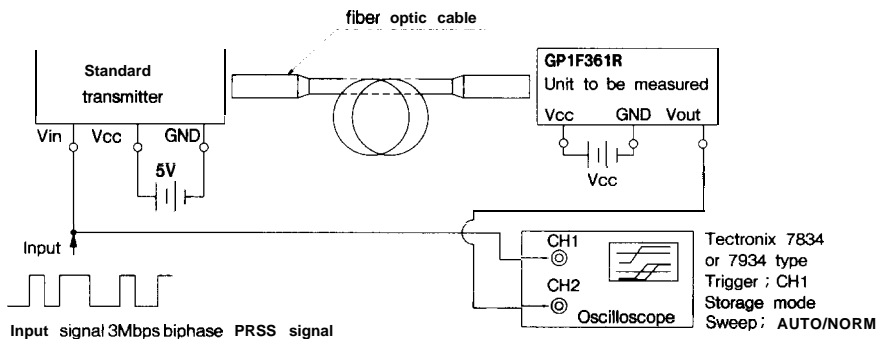 fiber optic cable
Standard
transmitter
Vin Vcc GND
5V
GP1F361R
Unit to be measured
Vcc GND Vout
Vcc
Input
CH1
CH2
Oscilloscope
Tectronix 7834
or 7934 type
Trigger ; CH1
Storage mode
Sweep ; AUTO/NORM
Input signal 3Mbps biphase PRSS signal